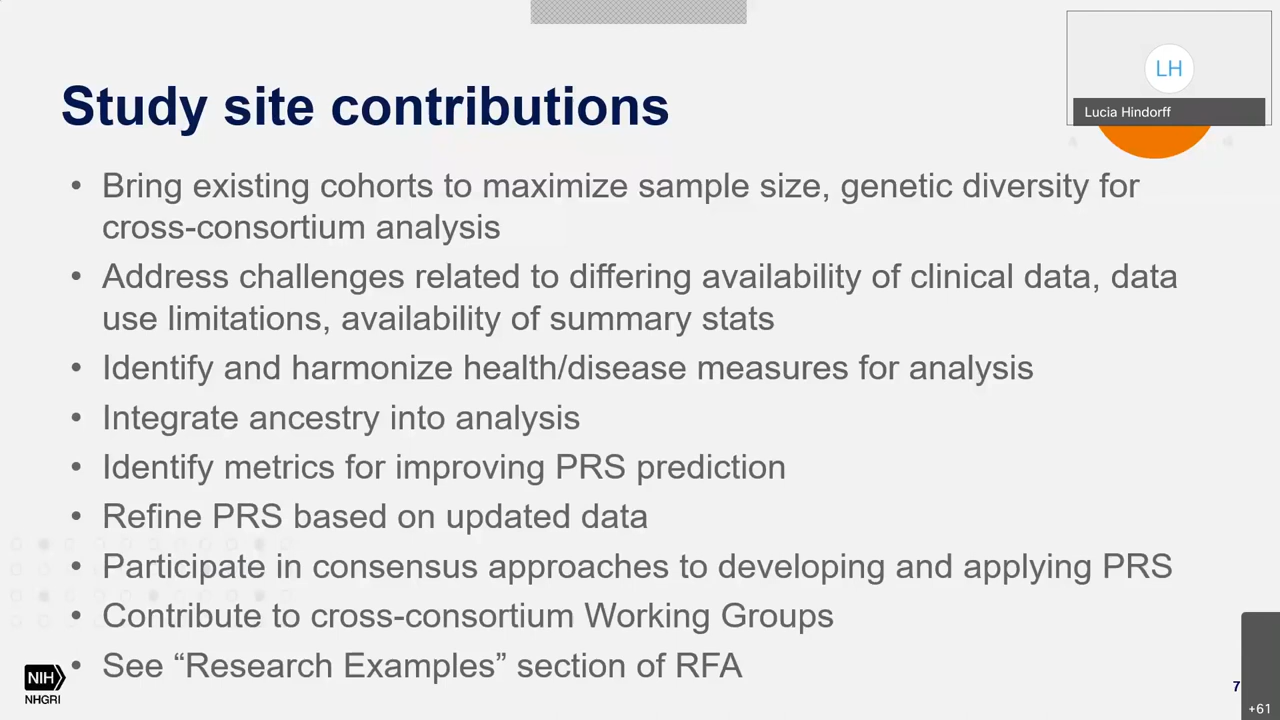 LH
Lucia Hindorff
Study site contributions
• Bring existing cohorts to maximize sample size, genetic diversity for
cross-consortium analysis
• Address challenges related to differing availability of clinical data, data
use limitations, availability of summary stats
• Identify and harmonize health/disease measures for analysis
• Integrate ancestry into analysis
• Identify metrics for improving PRS prediction
• Refine PRS based on updated data
• Participate in consensus approaches to developing and applying PRS
• Contribute to cross-consortium Working Groups
• See “Research Examples” section of RFA
NIH
NHGRI
7
+61